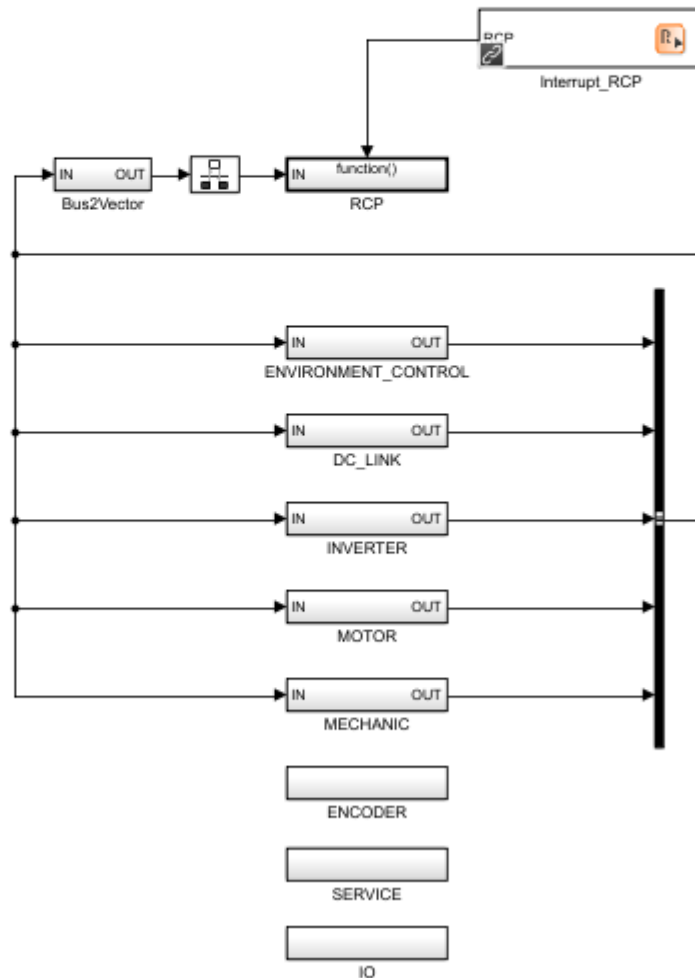 RCP
R
Interrupt_RCP
function()
IN OUT IN
Bus2Vector RCP
IN OUT
ENVIRONMENT_CONTROL
IN OUT
DC_LINK
IN OUT
INVERTER
IN OUT
MOTOR
IN OUT
MECHANIC
ENCODER
SERVICE
IO